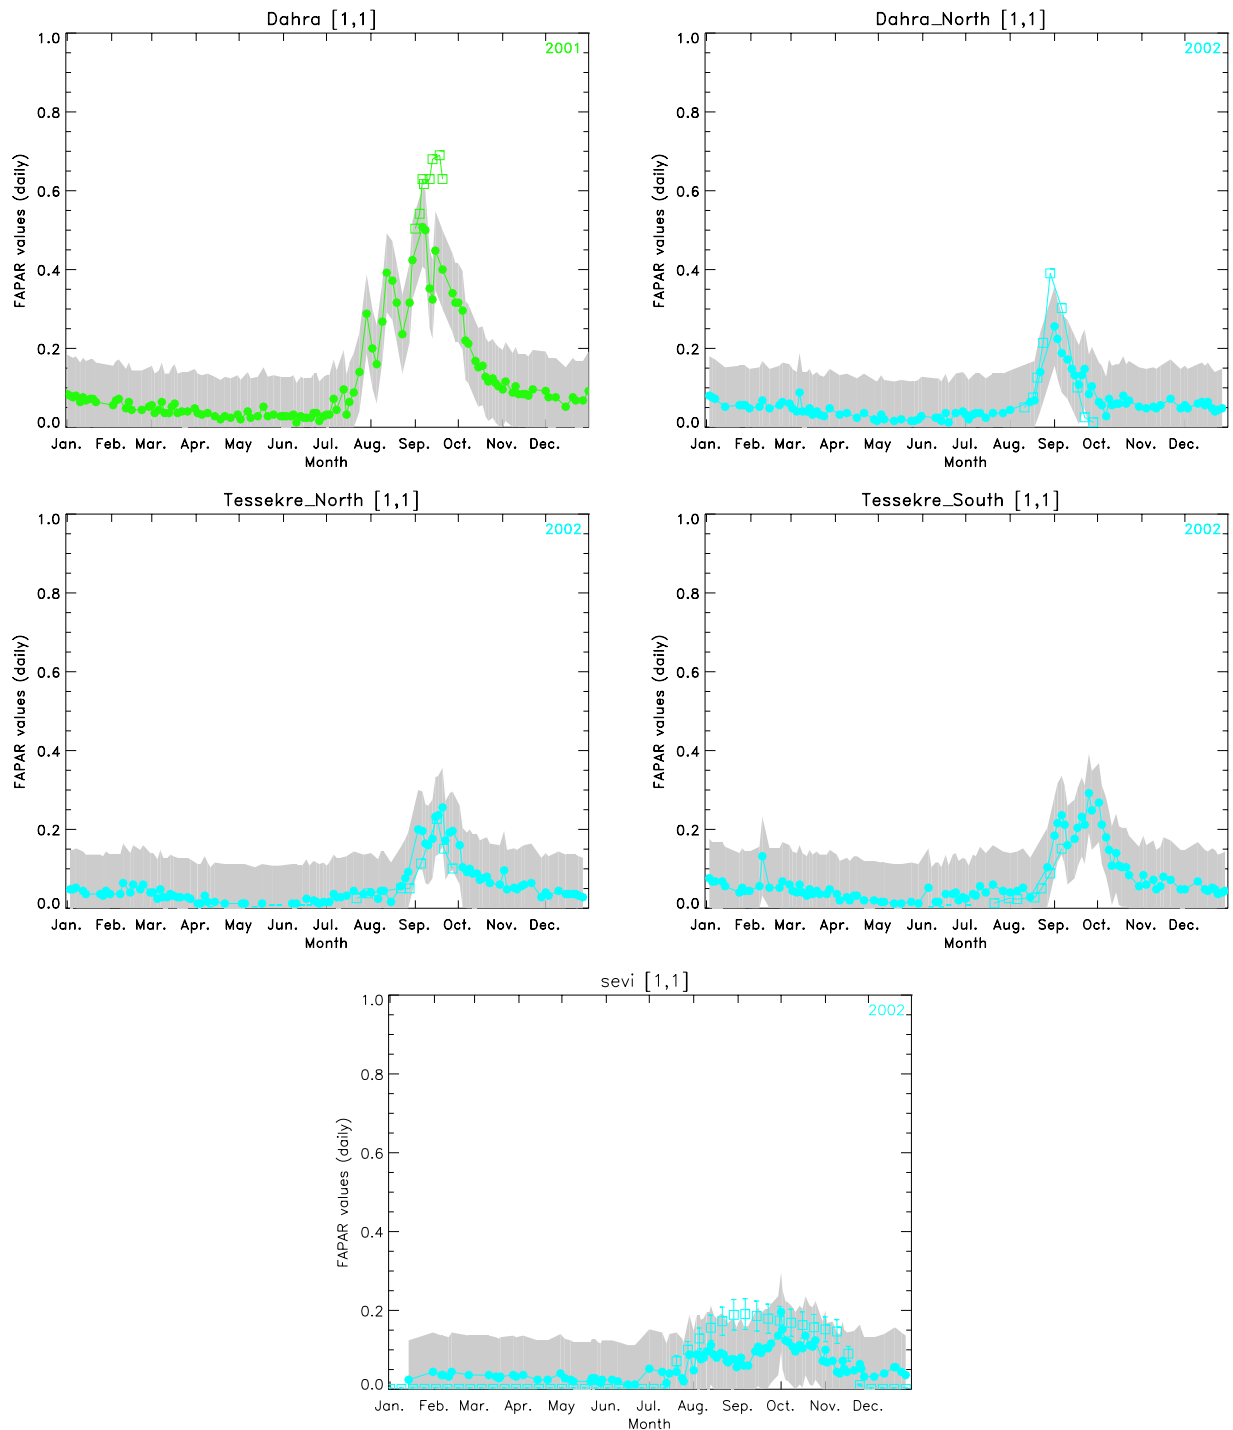 Dahra [1,1]
2001
1.0
0.8
0.6
0.4
0.2
0.0
FAPAR values (daily)
Jan. Feb. Mar. Apr. May Jun. Jul. Aug. Sep. Oct. Nov. Dec.
Month
Dahra_North [1,1]
2002
1.0
0.8
0.6
0.4
0.2
0.0
FAPAR values (daily)
Jan. Feb. Mar. Apr. May Jun. Jul. Aug. Sep. Oct. Nov. Dec.
Month
Tessekre_North [1,1]
2002
1.0
0.8
0.6
0.4
0.2
0.0
FAPAR values (daily)
Jan. Feb. Mar. Apr. May Jun. Jul. Aug. Sep. Oct. Nov. Dec.
Month
Tessekre_South [1,1]
2002
1.0
0.8
0.6
0.4
0.2
0.0
FAPAR values (daily)
Jan. Feb. Mar. Apr. May Jun. Jul. Aug. Sep. Oct. Nov. Dec.
Month
sevi [1,1]
2002
1.0
0.8
0.6
0.4
0.2
0.0
FAPAR values (daily)
Jan. Feb. Mar. Apr. May Jun. Jul. Aug. Sep. Oct. Nov. Dec.
Month